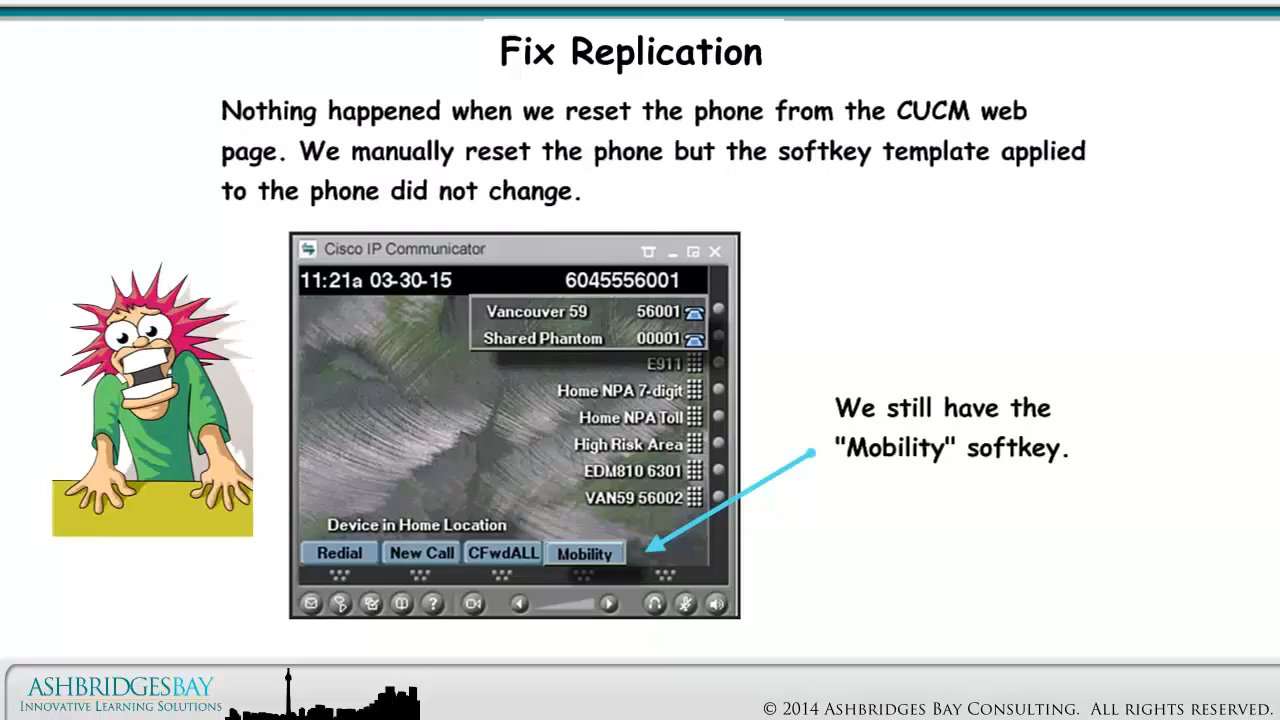 Fix Replication
Nothing happened when we reset the phone from the CUCM web
page. We manually reset the phone but the softkey template applied
to the phone did not change.
Cisco IP Communicator
11:21a 03-30-15 6045556001
Vancouver 59 56001
Shared Phantom 00001
E911
Home NPA 7-digit
Home NPA Toll
High Risk Area
EDM810 6301
VAN59 56002
Device in Home Location
Redial New Call CFwdALL Mobility
We still have the
"Mobility" softkey.
ASHBRIDGESBAY
INNOVATIVE LEARNING SOLUTIONS
© 2014 ASHBRIDGES BAY CONSULTING. ALL RIGHTS RESERVED.